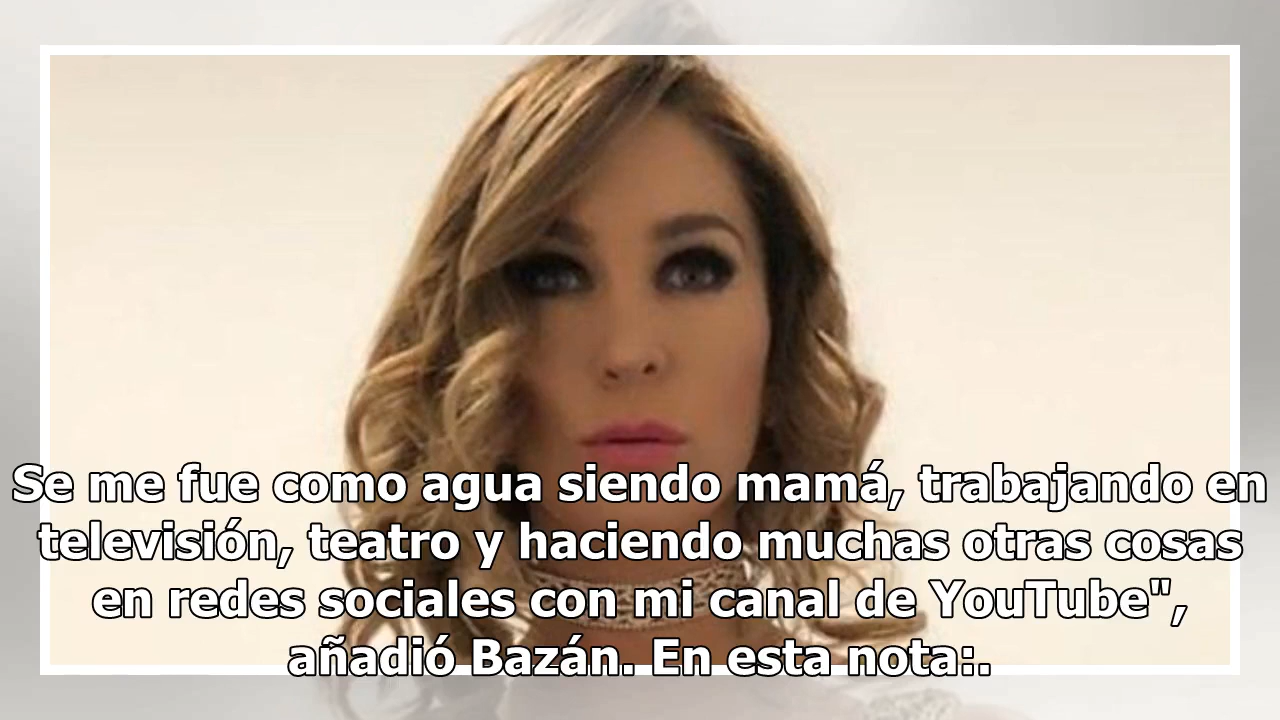 Se me fue como agua siendo mamá, trabajando en
televisión, teatro y haciendo muchas otras cosas
en redes sociales con mi canal de YouTube",
añadió Bazán. En esta nota:.